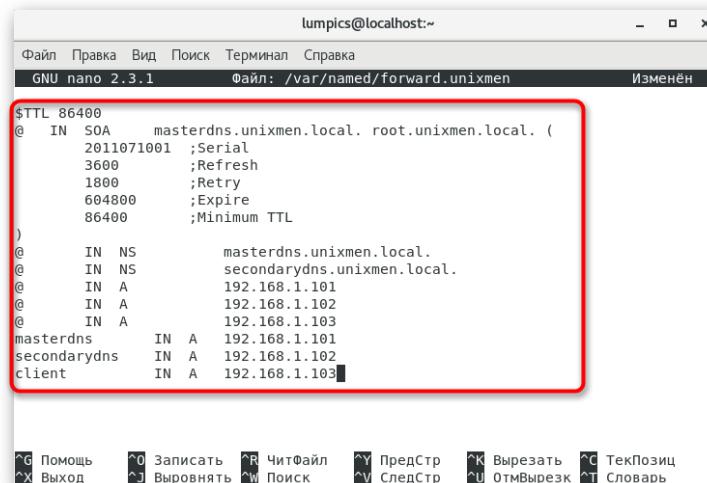 lumpics@localhost:~
Файл Правка Вид Поиск Терминал Справка
GNU nano 2.3.1 Файл: /var/named/forward.unixmen Изменён
$TTL 86400
@ IN SOA masterdns.unixmen.local. root.unixmen.local. (
2011071001 ;Serial
3600 ;Refresh
1800 ;Retry
604800 ;Expire
86400 ;Minimum TTL
)
@ IN NS masterdns.unixmen.local.
@ IN NS secondarydns.unixmen.local.
@ IN A 192.168.1.101
@ IN A 192.168.1.102
@ IN A 192.168.1.103
masterdns IN A 192.168.1.101
secondarydns IN A 192.168.1.102
client IN A 192.168.1.103
^G Помощь ^O Записать ^R ЧитФайл ^Y ПредСтр ^K Вырезать ^C ТекПозиц
^X Выход ^J Выровнять ^W Поиск ^V СледСтр ^U ОтмВырезк ^T Словарь